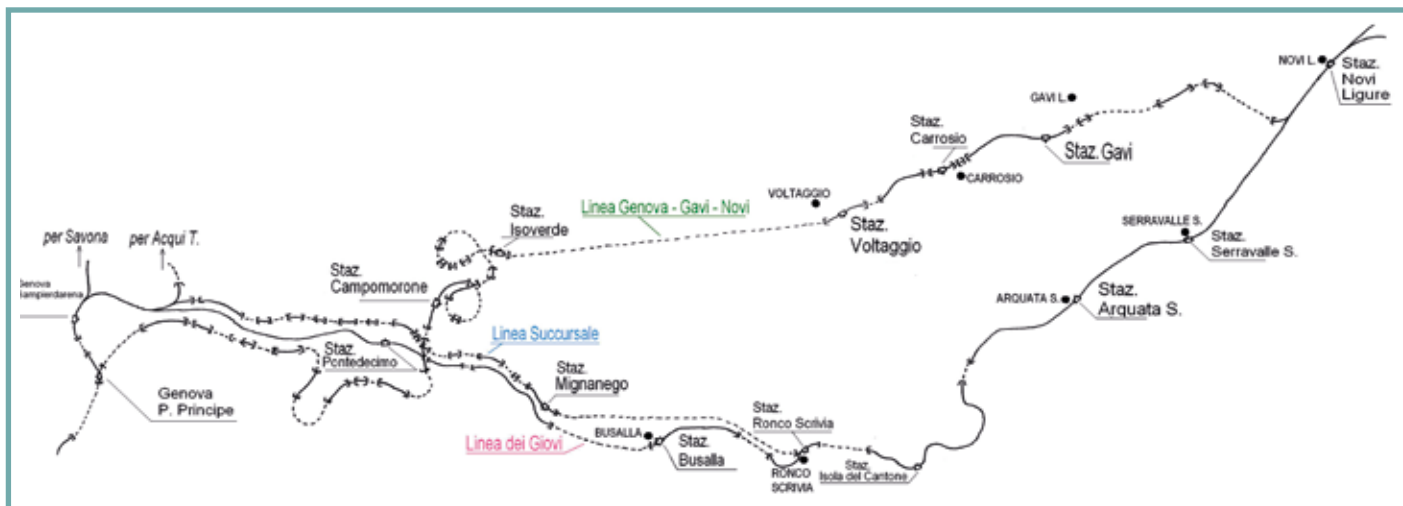 NOVI L.
Staz.
Novi
Ligure
GAVI L.
Staz.
Carrosio
Staz. Gavi
CARROSIO
VOLTAGGIO
Staz.
Voltaggio
Linea Genova - Gavi - Novi
Staz.
Isoverde
SERRAVALLE S.
Staz.
Serravalle S.
per Savona
per Acqui T.
Staz.
Campomorone
Genova
ARQUATA S.
Staz.
Arquata S.
Linea Succursale
Staz.
Pontedecimo
Staz.
Mignanego
Genova
P. Principe
Staz.
Ronco Scrivia
BUSALLA
Linea dei Giovi
Staz.
Busalla
RONCO
SCRIVIA
Staz.
Isola del Cantone